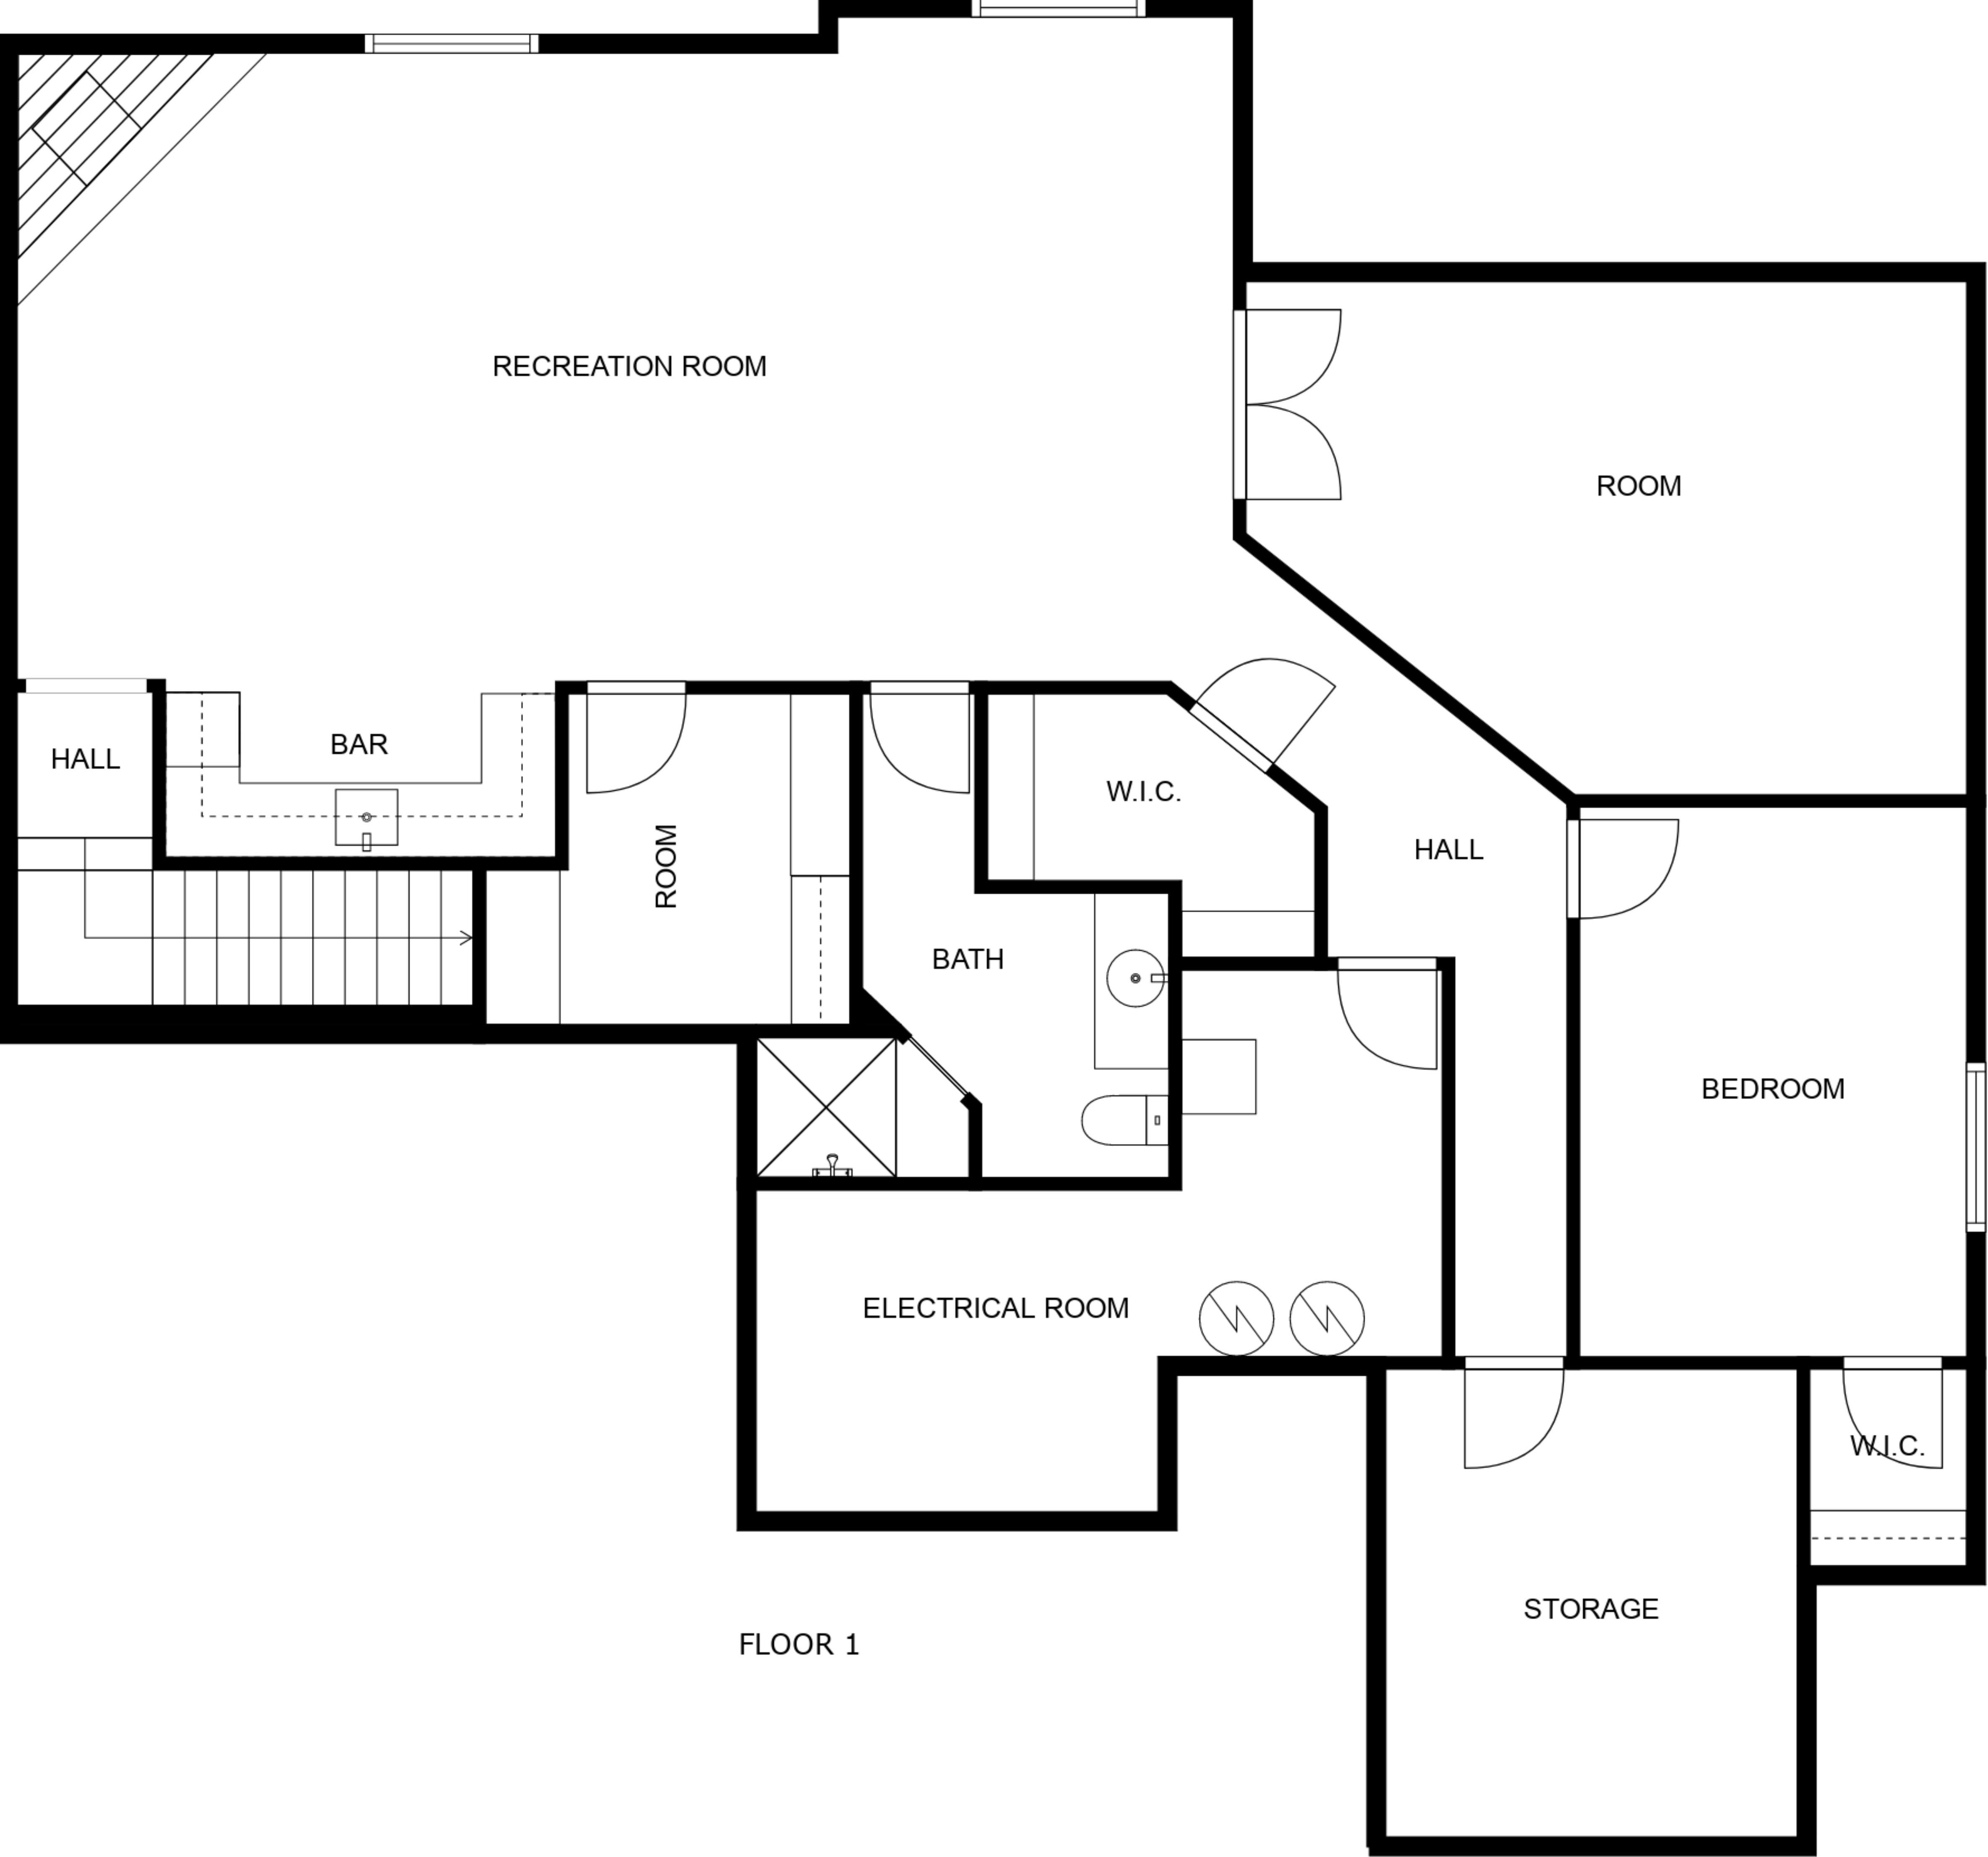 RECREATION ROOM
ROOM
BAR
HALL
W.I.C.
ROOM
HALL
BATH
BEDROOM
ELECTRICAL ROOM
W.I.C.
STORAGE
FLOOR 1